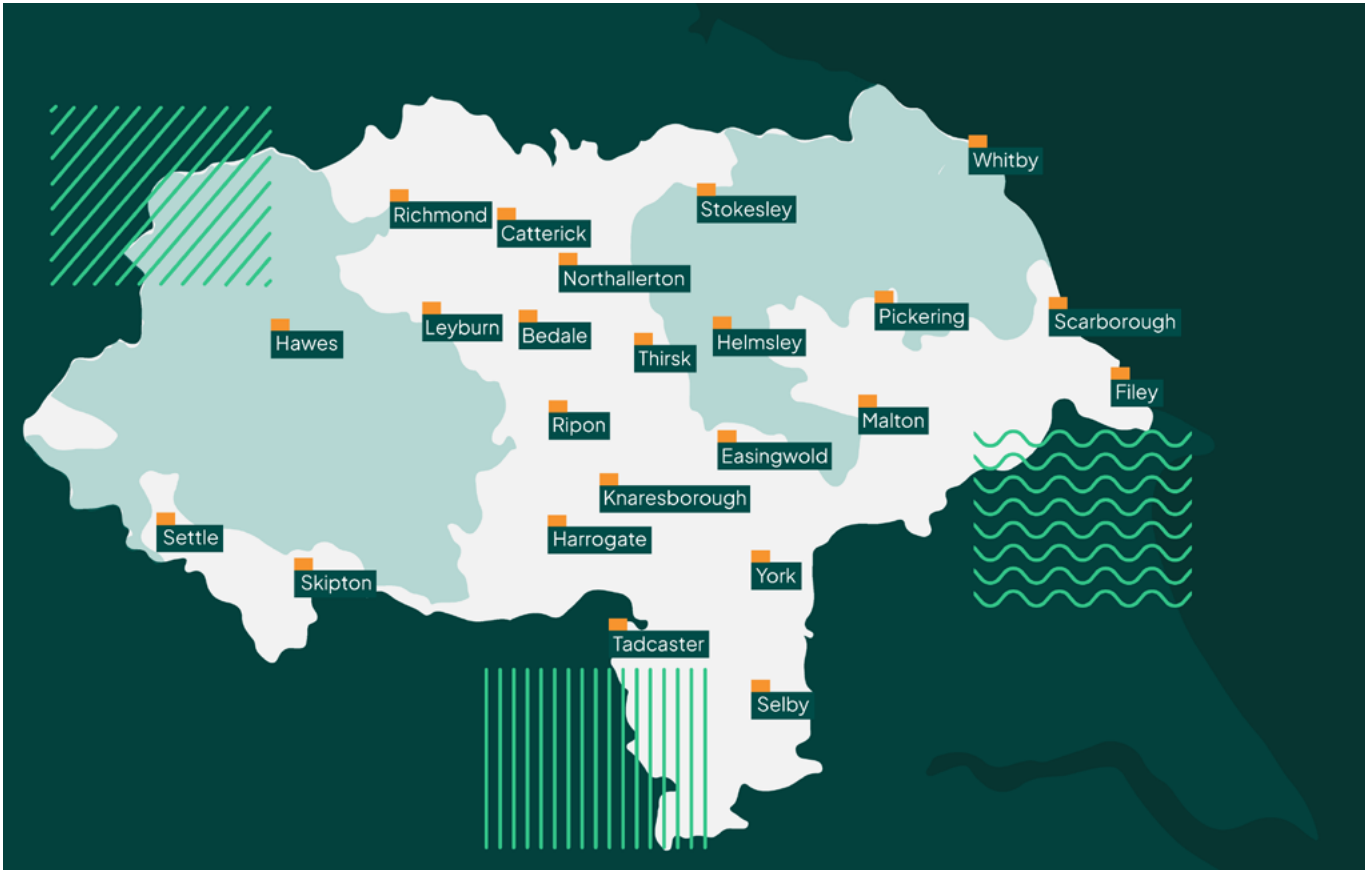 Whitby
Richmond
Stokesley
Catterick
Northallerton
Pickering
Scarborough
Leyburn
Bedale
Hawes
Helmsley
Thirsk
Filey
Malton
Ripon
Easingwold
Knaresborough
Settle
Harrogate
York
Skipton
Tadcaster
Selby